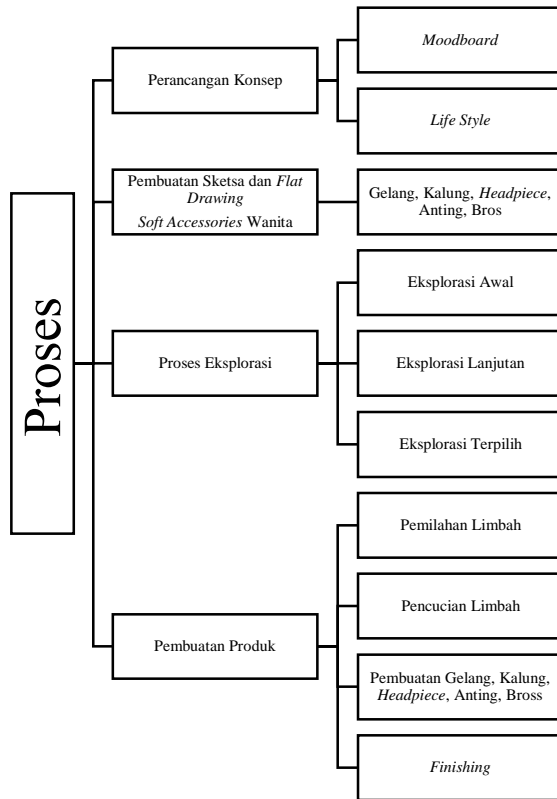 Proses
Perancangan Konsep
Moodboard
Life Style
Pembuatan Sketsa dan Flat
Drawing
Soft Accessories Wanita
Gelang, Kalung, Headpiece,
Anting, Bros
Proses Eksplorasi
Eksplorasi Awal
Eksplorasi Lanjutan
Eksplorasi Terpilih
Pembuatan Produk
Pemilahan Limbah
Pencucian Limbah
Pembuatan Gelang, Kalung,
Headpiece, Anting, Bross
Finishing